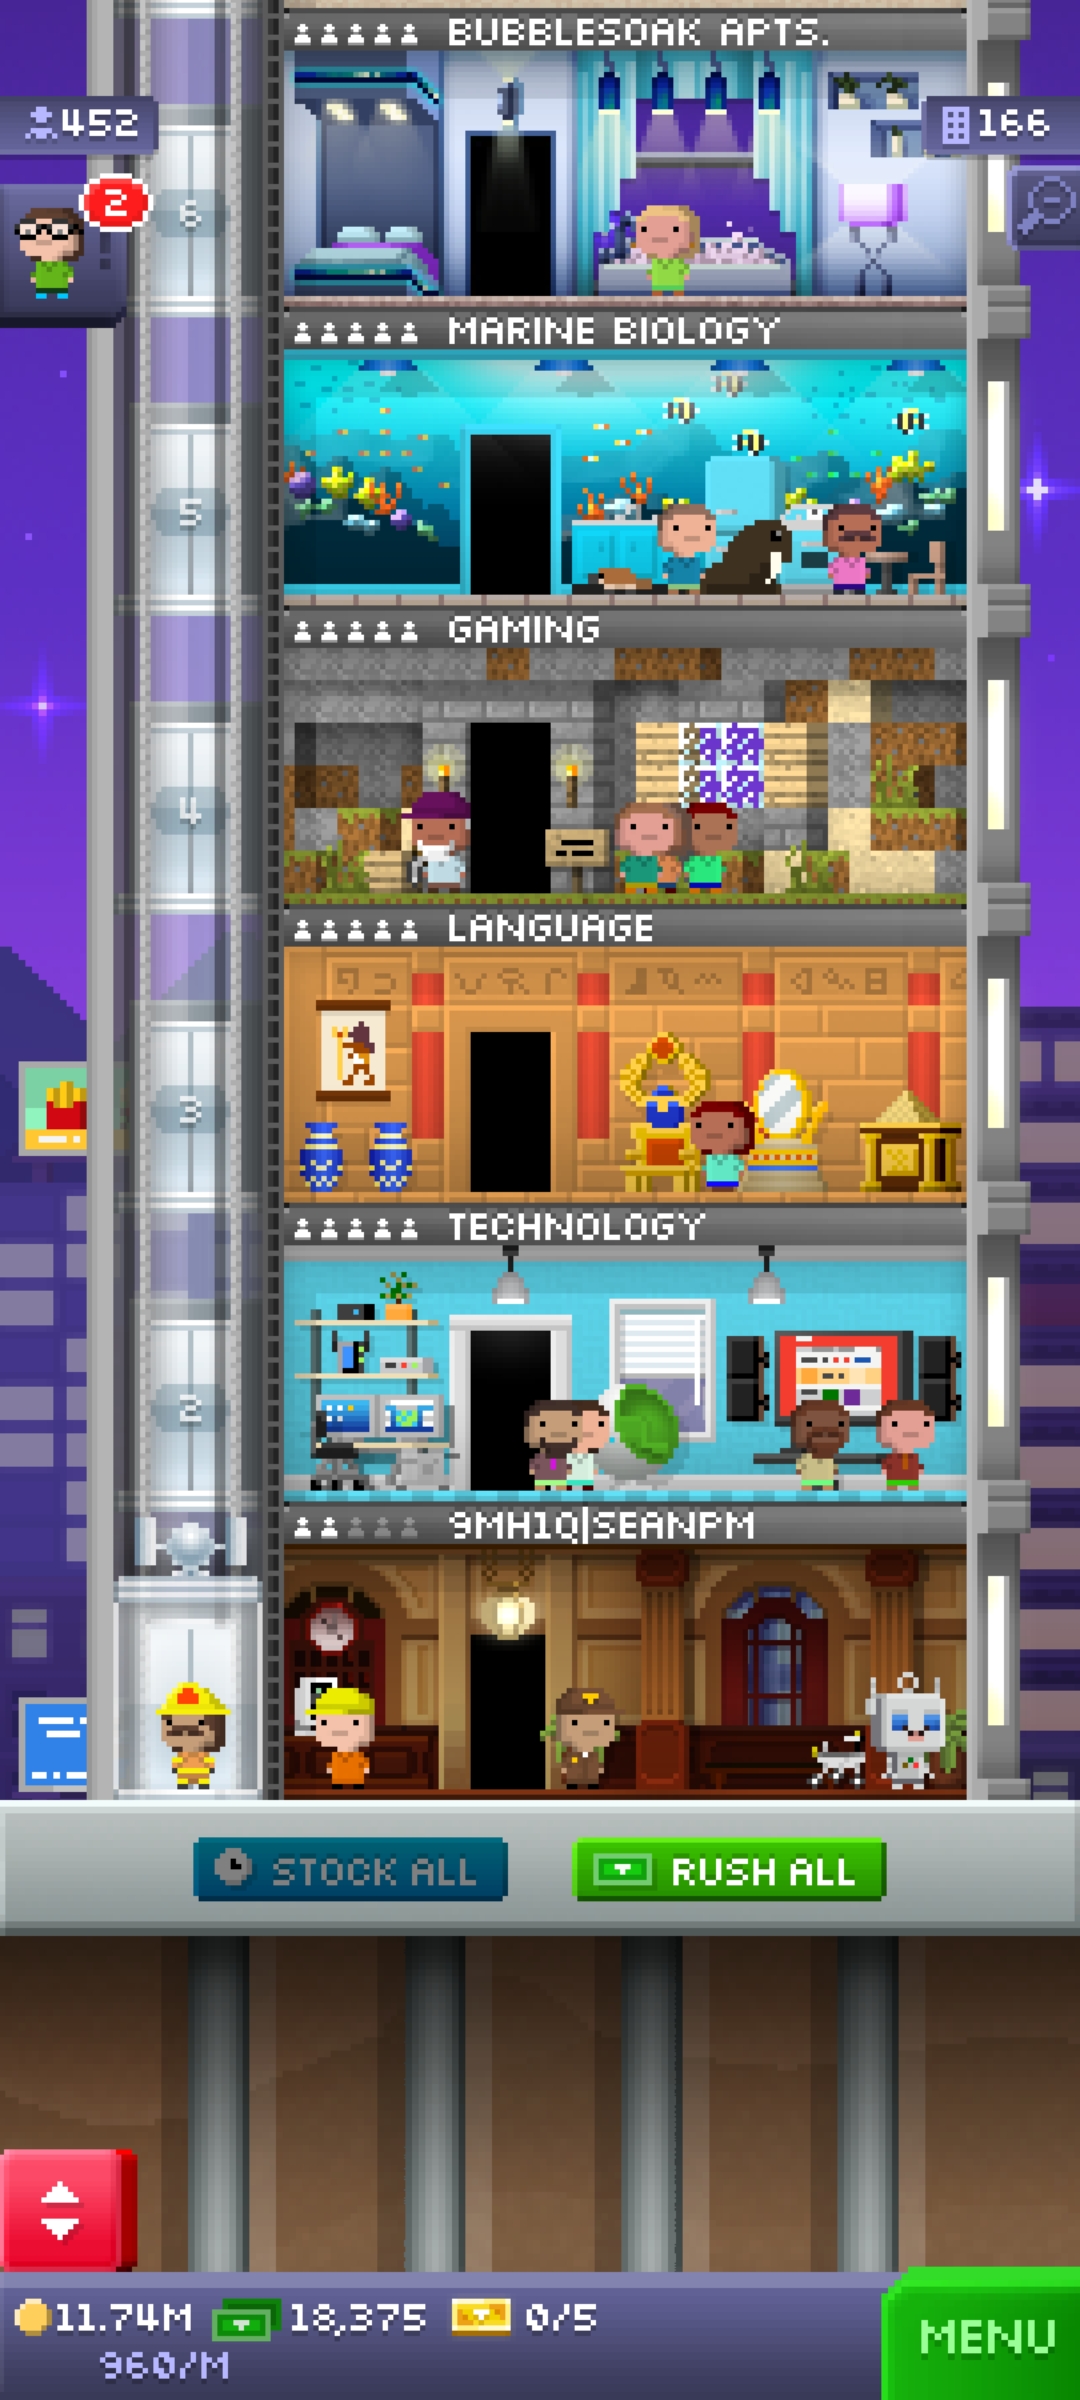 BUBBLESOAK APTS.
452
166
2
6
MARINE BIOLOGY
5
GAMING
4
LANGUAGE
3
TECHNOLOGY
2
9MH1Q|SEANPM
STOCK ALL
RUSH ALL
11.74M
18,375
0/5
960/M
MENU